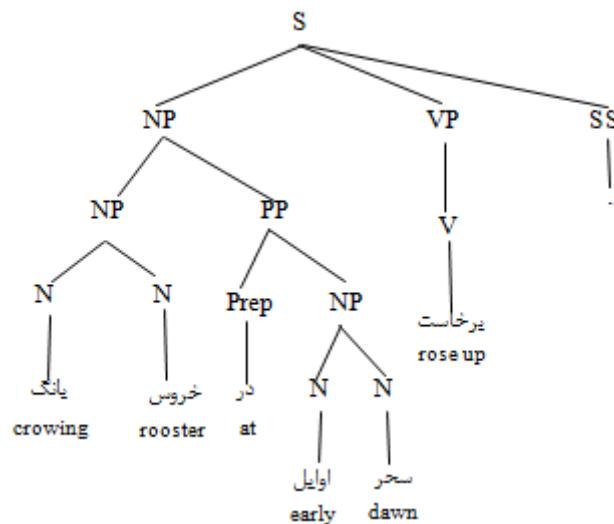 S
NP VP SS
NP PP V .
N N Prep NP برخاست
rose up
بانگ خروس در N N
crowing rooster at
اوایل سحر
early dawn